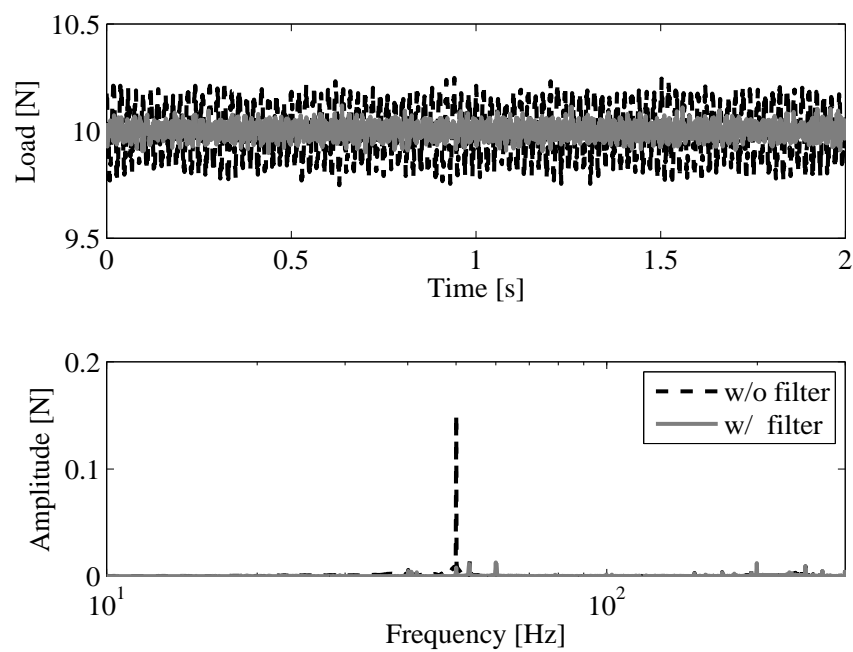 10.5
10
9.5
Load [N]
0 0.5 1 1.5 2
Time [s]
0.2
0.1
0
Amplitude [N]
w/o filter
w/ filter
10^1 10^2
Frequency [Hz]